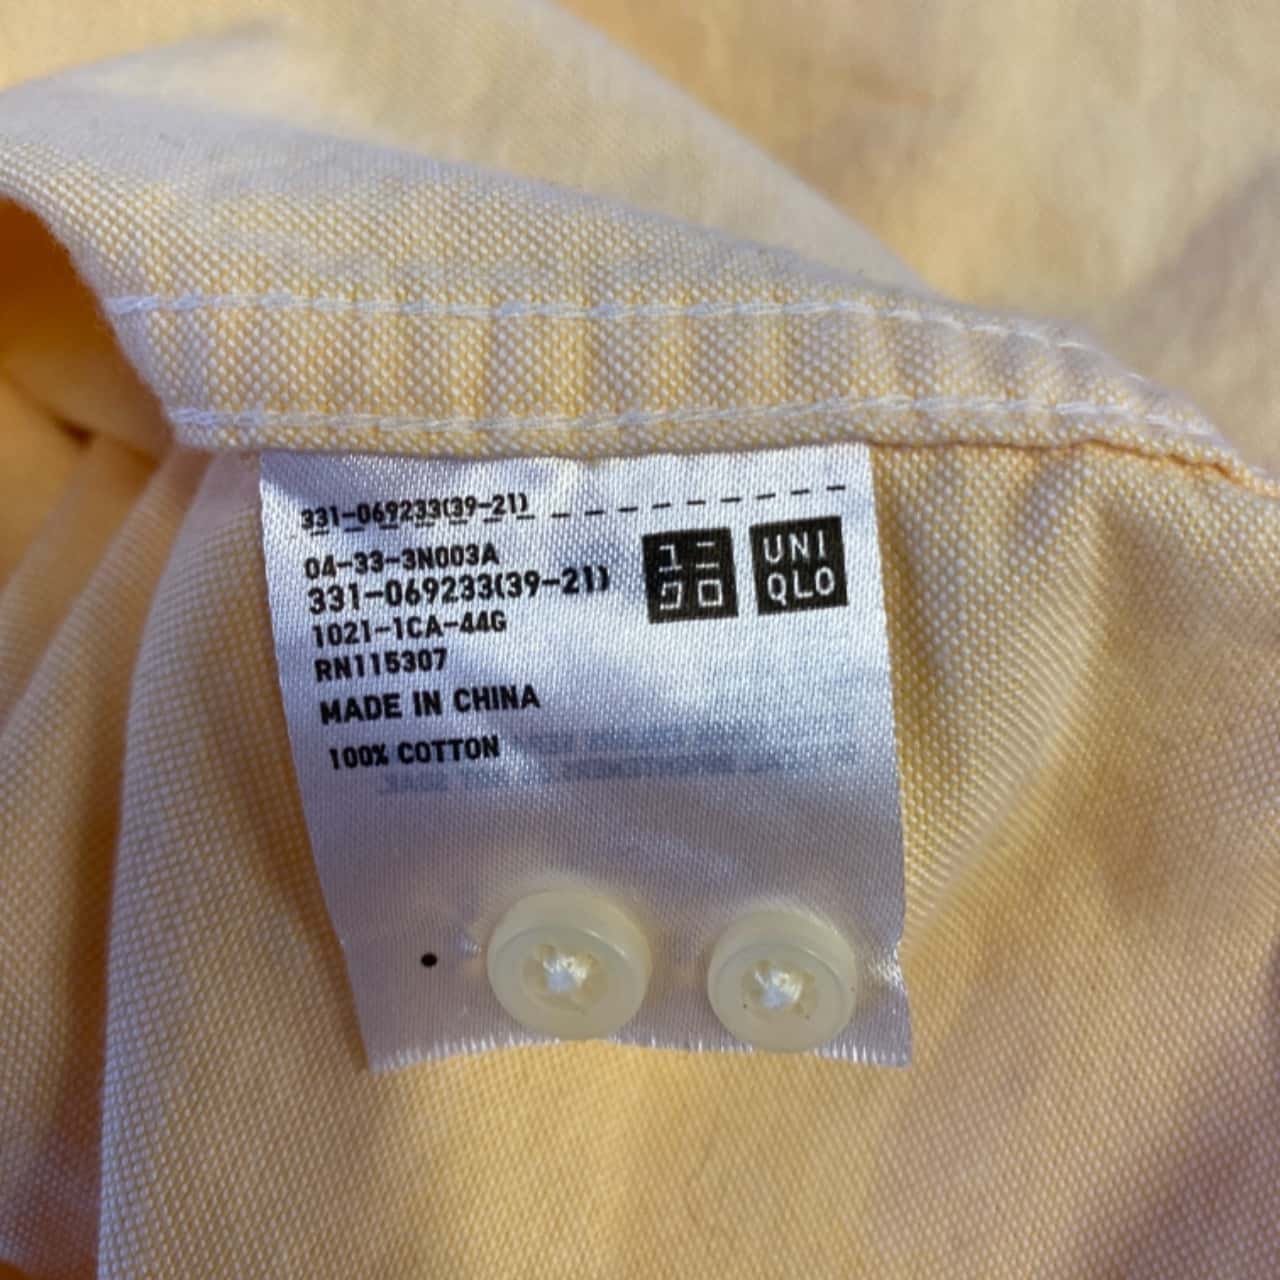 331-069233(39-21)
04-33-3N003A
331-069233(39-21)
1021-1CA-44G
RN115307
MADE IN CHINA
100% COTTON
ユニ
クロ
UNI
QLO